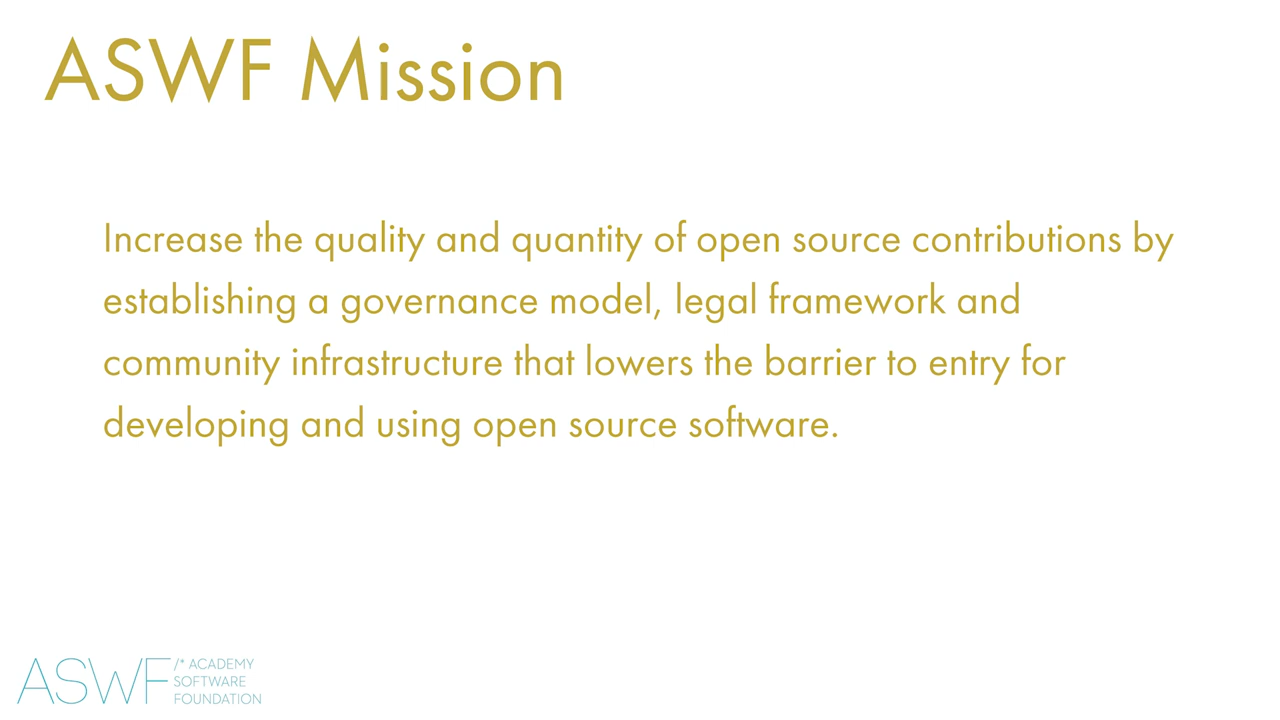 ASWF Mission
Increase the quality and quantity of open source contributions by
establishing a governance model, legal framework and
community infrastructure that lowers the barrier to entry for
developing and using open source software.
ASWF /* ACADEMY
SOFTWARE
FOUNDATION